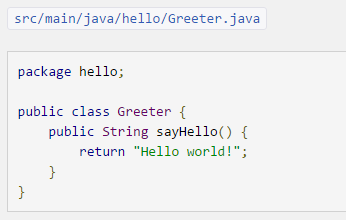 src/main/java/hello/Greeter.java
package hello;

public class Greeter {
    public String sayHello() {
        return "Hello world!";
    }
}